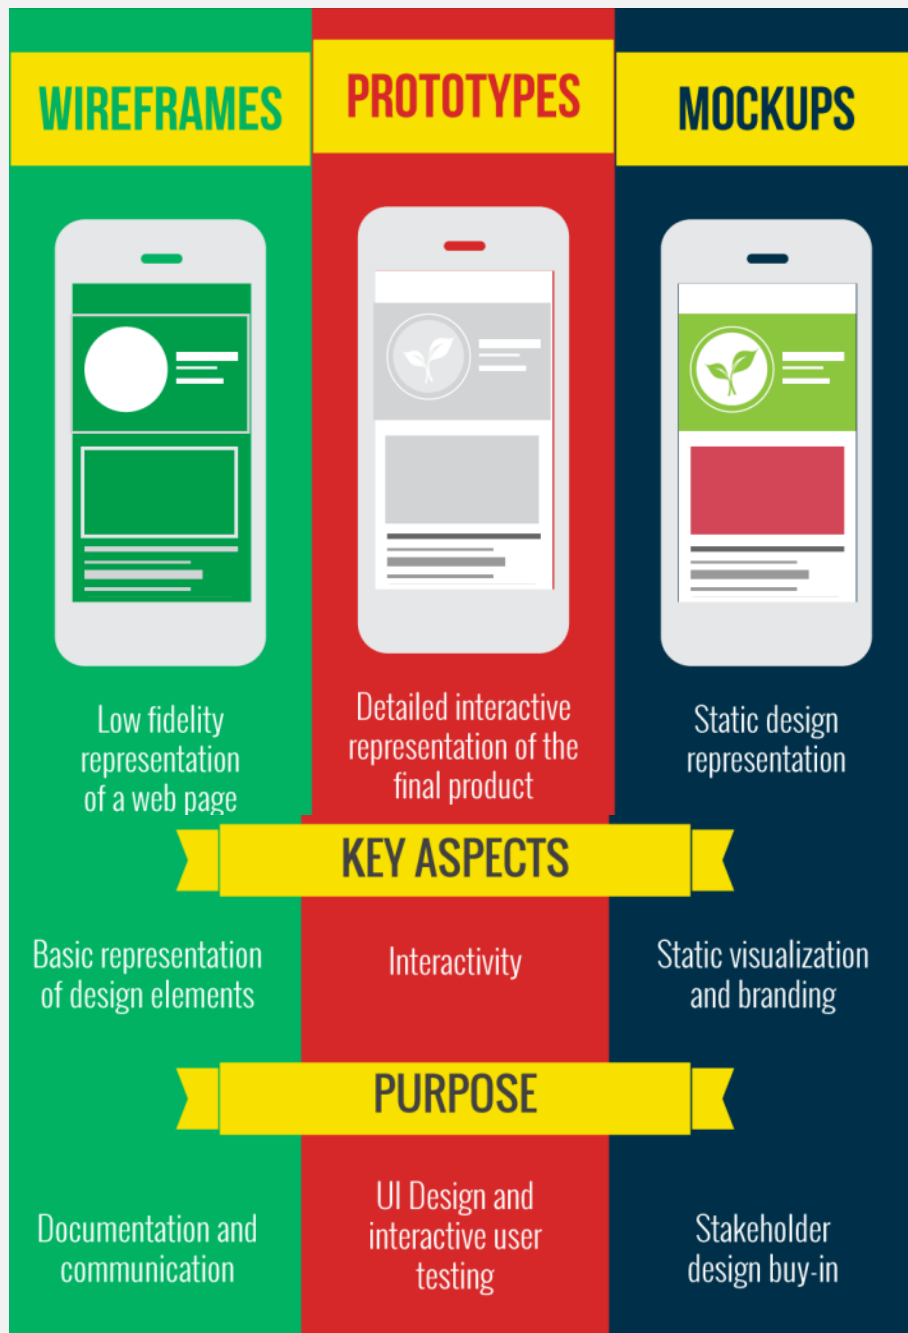 WIREFRAMES
PROTOTYPES
MOCKUPS
Low fidelity
representation
of a web page
Detailed interactive
representation of the
final product
Static design
representation
KEY ASPECTS
Basic representation
of design elements
Interactivity
Static visualization
and branding
PURPOSE
Documentation and
communication
UI Design and
interactive user
testing
Stakeholder
design buy-in